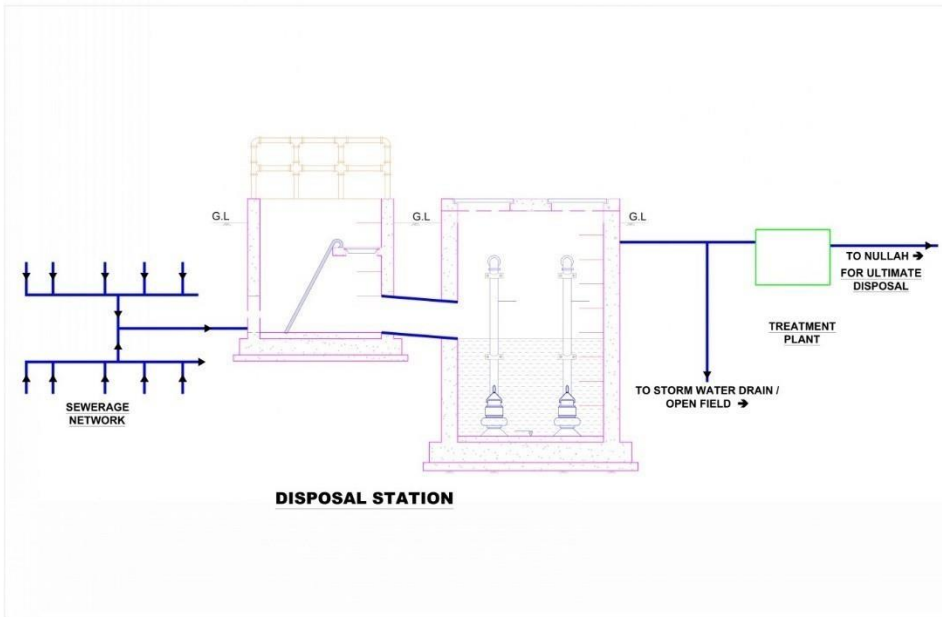 G.L
G.L
G.L
TO NULLAH →
FOR ULTIMATE
DISPOSAL
TREATMENT
PLANT
TO STORM WATER DRAIN /
OPEN FIELD →
SEWERAGE
NETWORK
DISPOSAL STATION